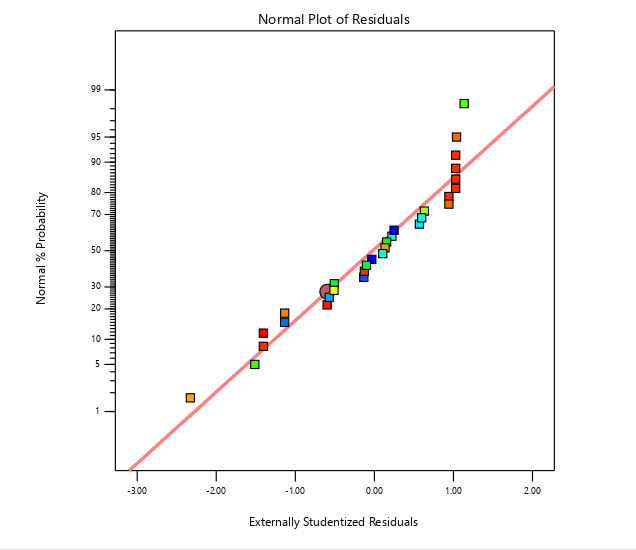 Normal Plot of Residuals
Normal % Probability
99
95
90
80
70
50
30
20
10
5
1
-3.00 -2.00 -1.00 0.00 1.00 2.00
Externally Studentized Residuals